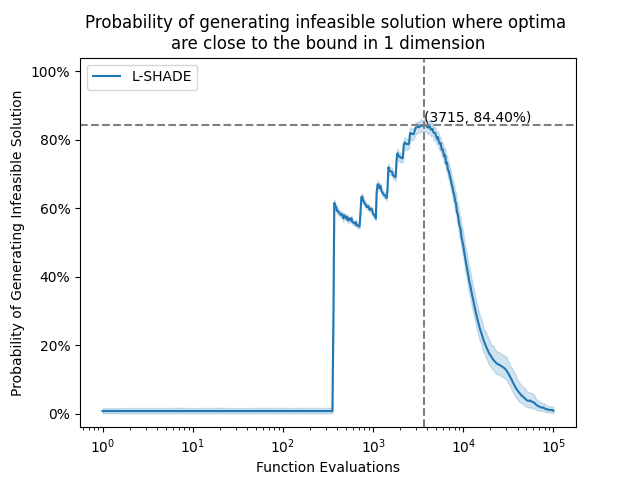 Probability of generating infeasible solution where optima
are close to the bound in 1 dimension
L-SHADE
(3715, 84.40%)
100%
80%
60%
40%
20%
0%
Probability of Generating Infeasible Solution
10⁰
10¹
10²
10³
10⁴
10⁵
Function Evaluations